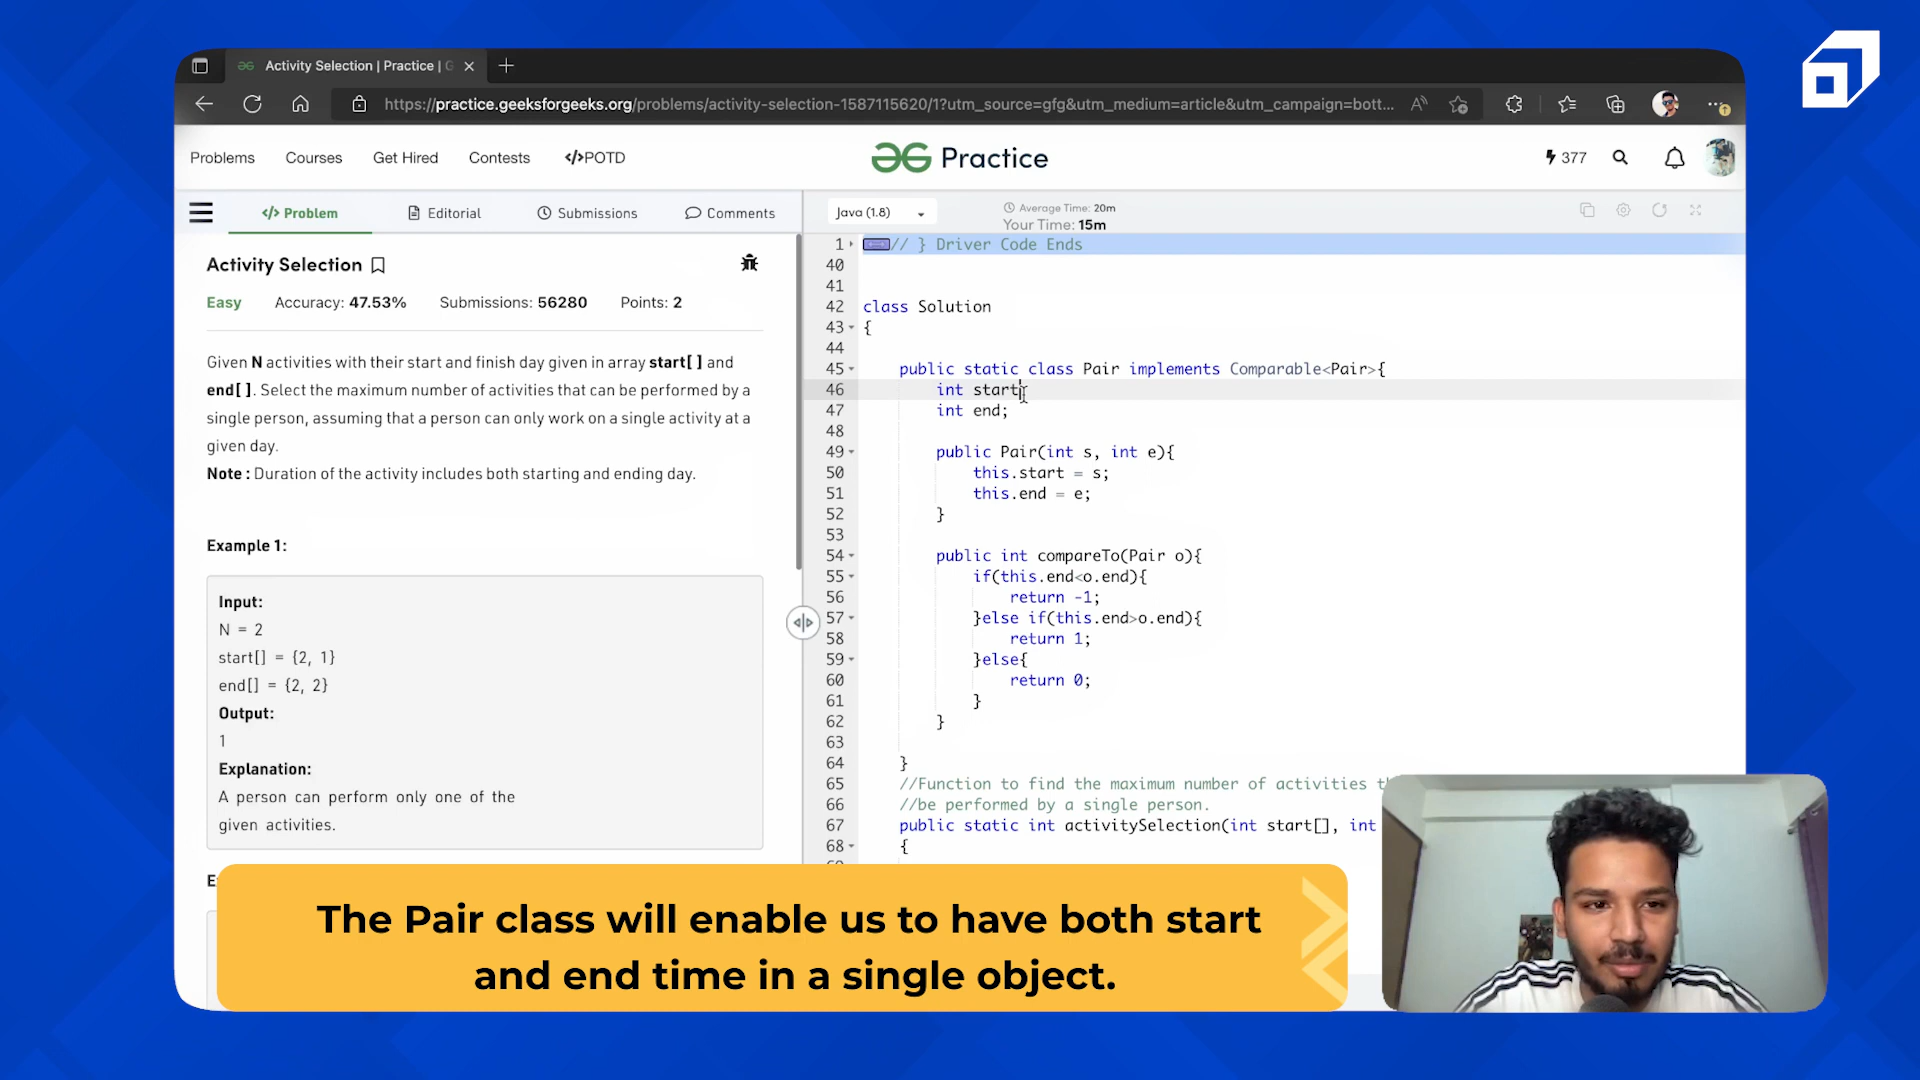 Activity Selection | Practice | G
https://practice.geeksforgeeks.org/problems/activity-selection-1587115620/1?utm_source=gfg&utm_medium=article&utm_campaign=bott...
Problems Courses Get Hired Contests </>POTD
Practice
377
</> Problem Editorial Submissions Comments
Java (1.8)
Average Time: 20m
Your Time: 15m
Activity Selection
Easy Accuracy: 47.53% Submissions: 56280 Points: 2
Given N activities with their start and finish day given in array start[ ] and
end[ ]. Select the maximum number of activities that can be performed by a
single person, assuming that a person can only work on a single activity at a
given day.
Note : Duration of the activity includes both starting and ending day.
Example 1:
Input:
N = 2
start[] = {2, 1}
end[] = {2, 2}
Output:
1
Explanation:
A person can perform only one of the
given activities.
1 // } Driver Code Ends
40
41
42 class Solution
43 {
44
45 public static class Pair implements Comparable<Pair>{
46 int start
47 int end;
48
49 public Pair(int s, int e){
50 this.start = s;
51 this.end = e;
52 }
53
54 public int compareTo(Pair o){
55 if(this.end<o.end){
56 return -1;
57 }else if(this.end>o.end){
58 return 1;
59 }else{
60 return 0;
61 }
62 }
63
64 }
65 //Function to find the maximum number of activities t
66 //be performed by a single person.
67 public static int activitySelection(int start[], int
68 {
The Pair class will enable us to have both start
and end time in a single object.